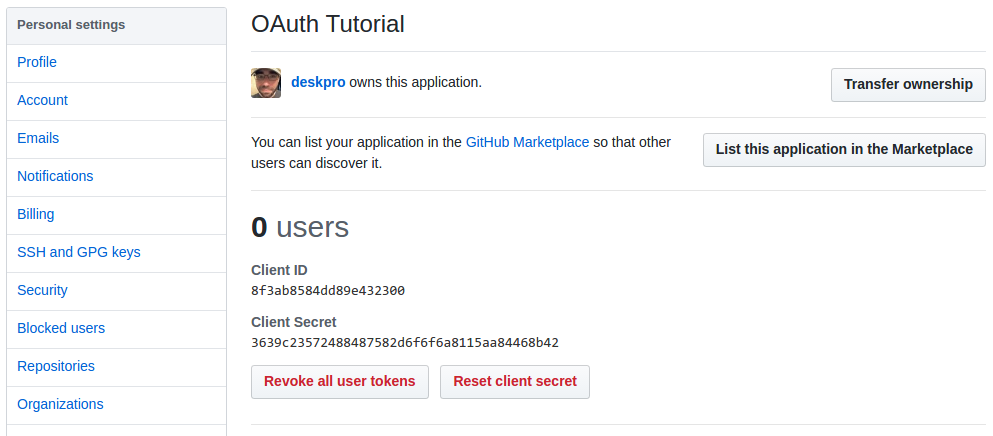 Personal settings
Profile
Account
Emails
Notifications
Billing
SSH and GPG keys
Security
Blocked users
Repositories
Organizations
OAuth Tutorial
deskpro owns this application.
Transfer ownership
You can list your application in the GitHub Marketplace so that other
users can discover it.
List this application in the Marketplace
0 users
Client ID
8f3ab8584dd89e432300
Client Secret
3639c23572488487582d6f6f6a8115aa84468b42
Revoke all user tokens
Reset client secret